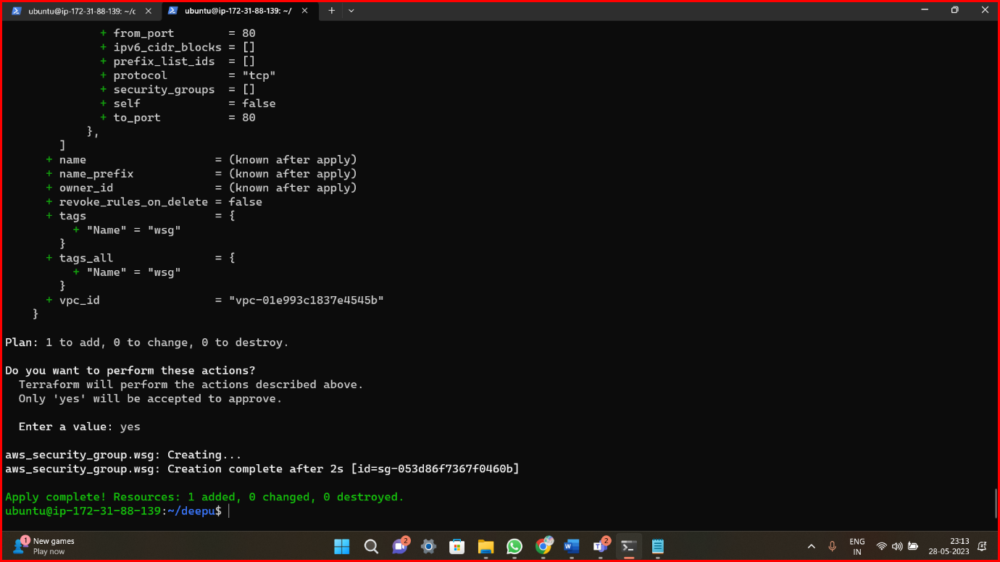 ubuntu@ip-172-31-88-139: ~/c
ubuntu@ip-172-31-88-139: ~/
+ from_port = 80
+ ipv6_cidr_blocks = []
+ prefix_list_ids = []
+ protocol = "tcp"
+ security_groups = []
+ self = false
+ to_port = 80
},
]
+ name = (known after apply)
+ name_prefix = (known after apply)
+ owner_id = (known after apply)
+ revoke_rules_on_delete = false
+ tags = {
+ "Name" = "wsg"
}
+ tags_all = {
+ "Name" = "wsg"
}
+ vpc_id = "vpc-01e993c1837e4545b"
}
Plan: 1 to add, 0 to change, 0 to destroy.
Do you want to perform these actions?
Terraform will perform the actions described above.
Only 'yes' will be accepted to approve.
Enter a value: yes
aws_security_group.wsg: Creating...
aws_security_group.wsg: Creation complete after 2s [id=sg-053d86f7367f0460b]
Apply complete! Resources: 1 added, 0 changed, 0 destroyed.
ubuntu@ip-172-31-88-139:~/deepu$
1
New games
Play now
2
W
T
2
ENG
IN
23:13
28-05-2023